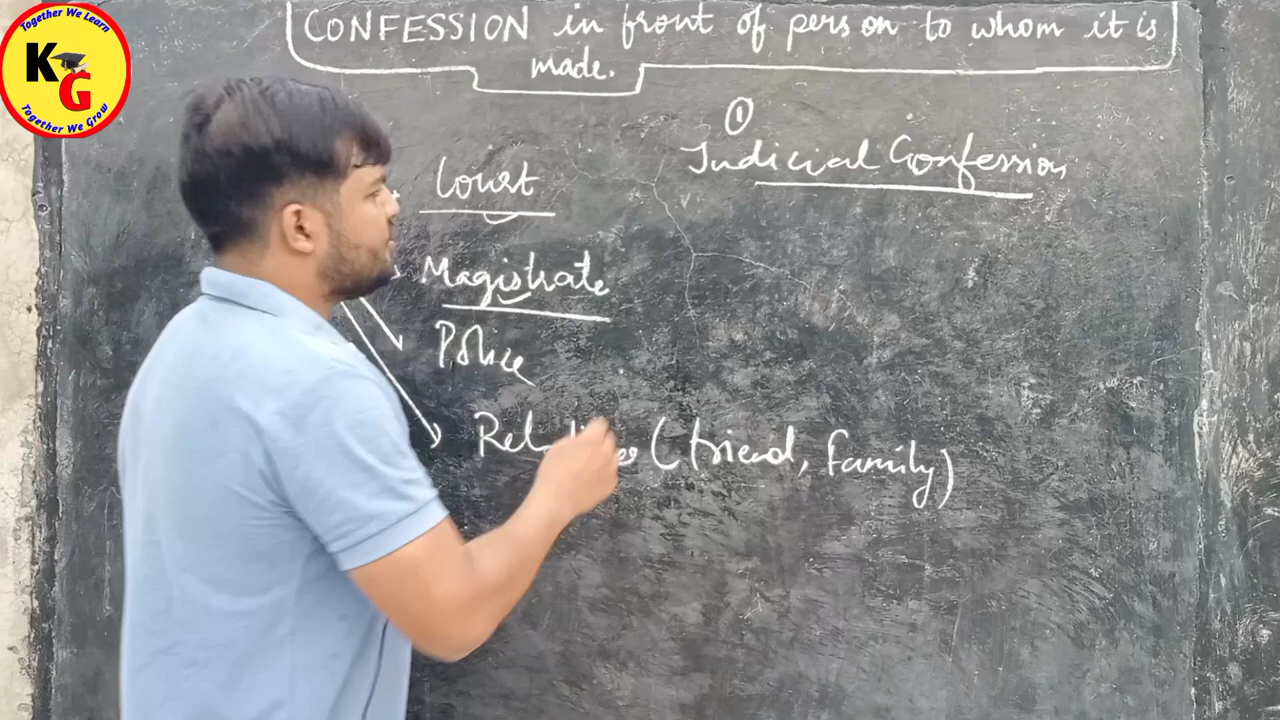 Together We Learn
KG
Together We Grow
CONFESSION in front of person to whom it is
made.
①
Judicial Confession
Court
Magistrate
Police
(friend, family)